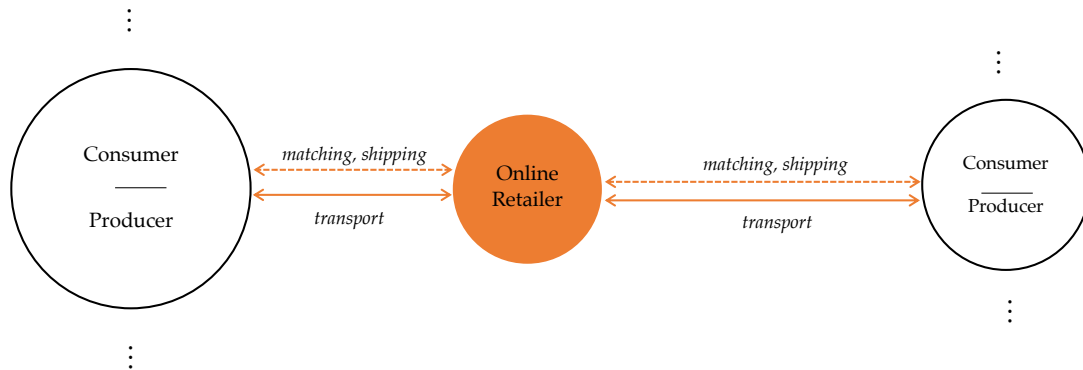 Consumer
Producer
matching, shipping
transport
Online
Retailer
matching, shipping
transport
Consumer
Producer